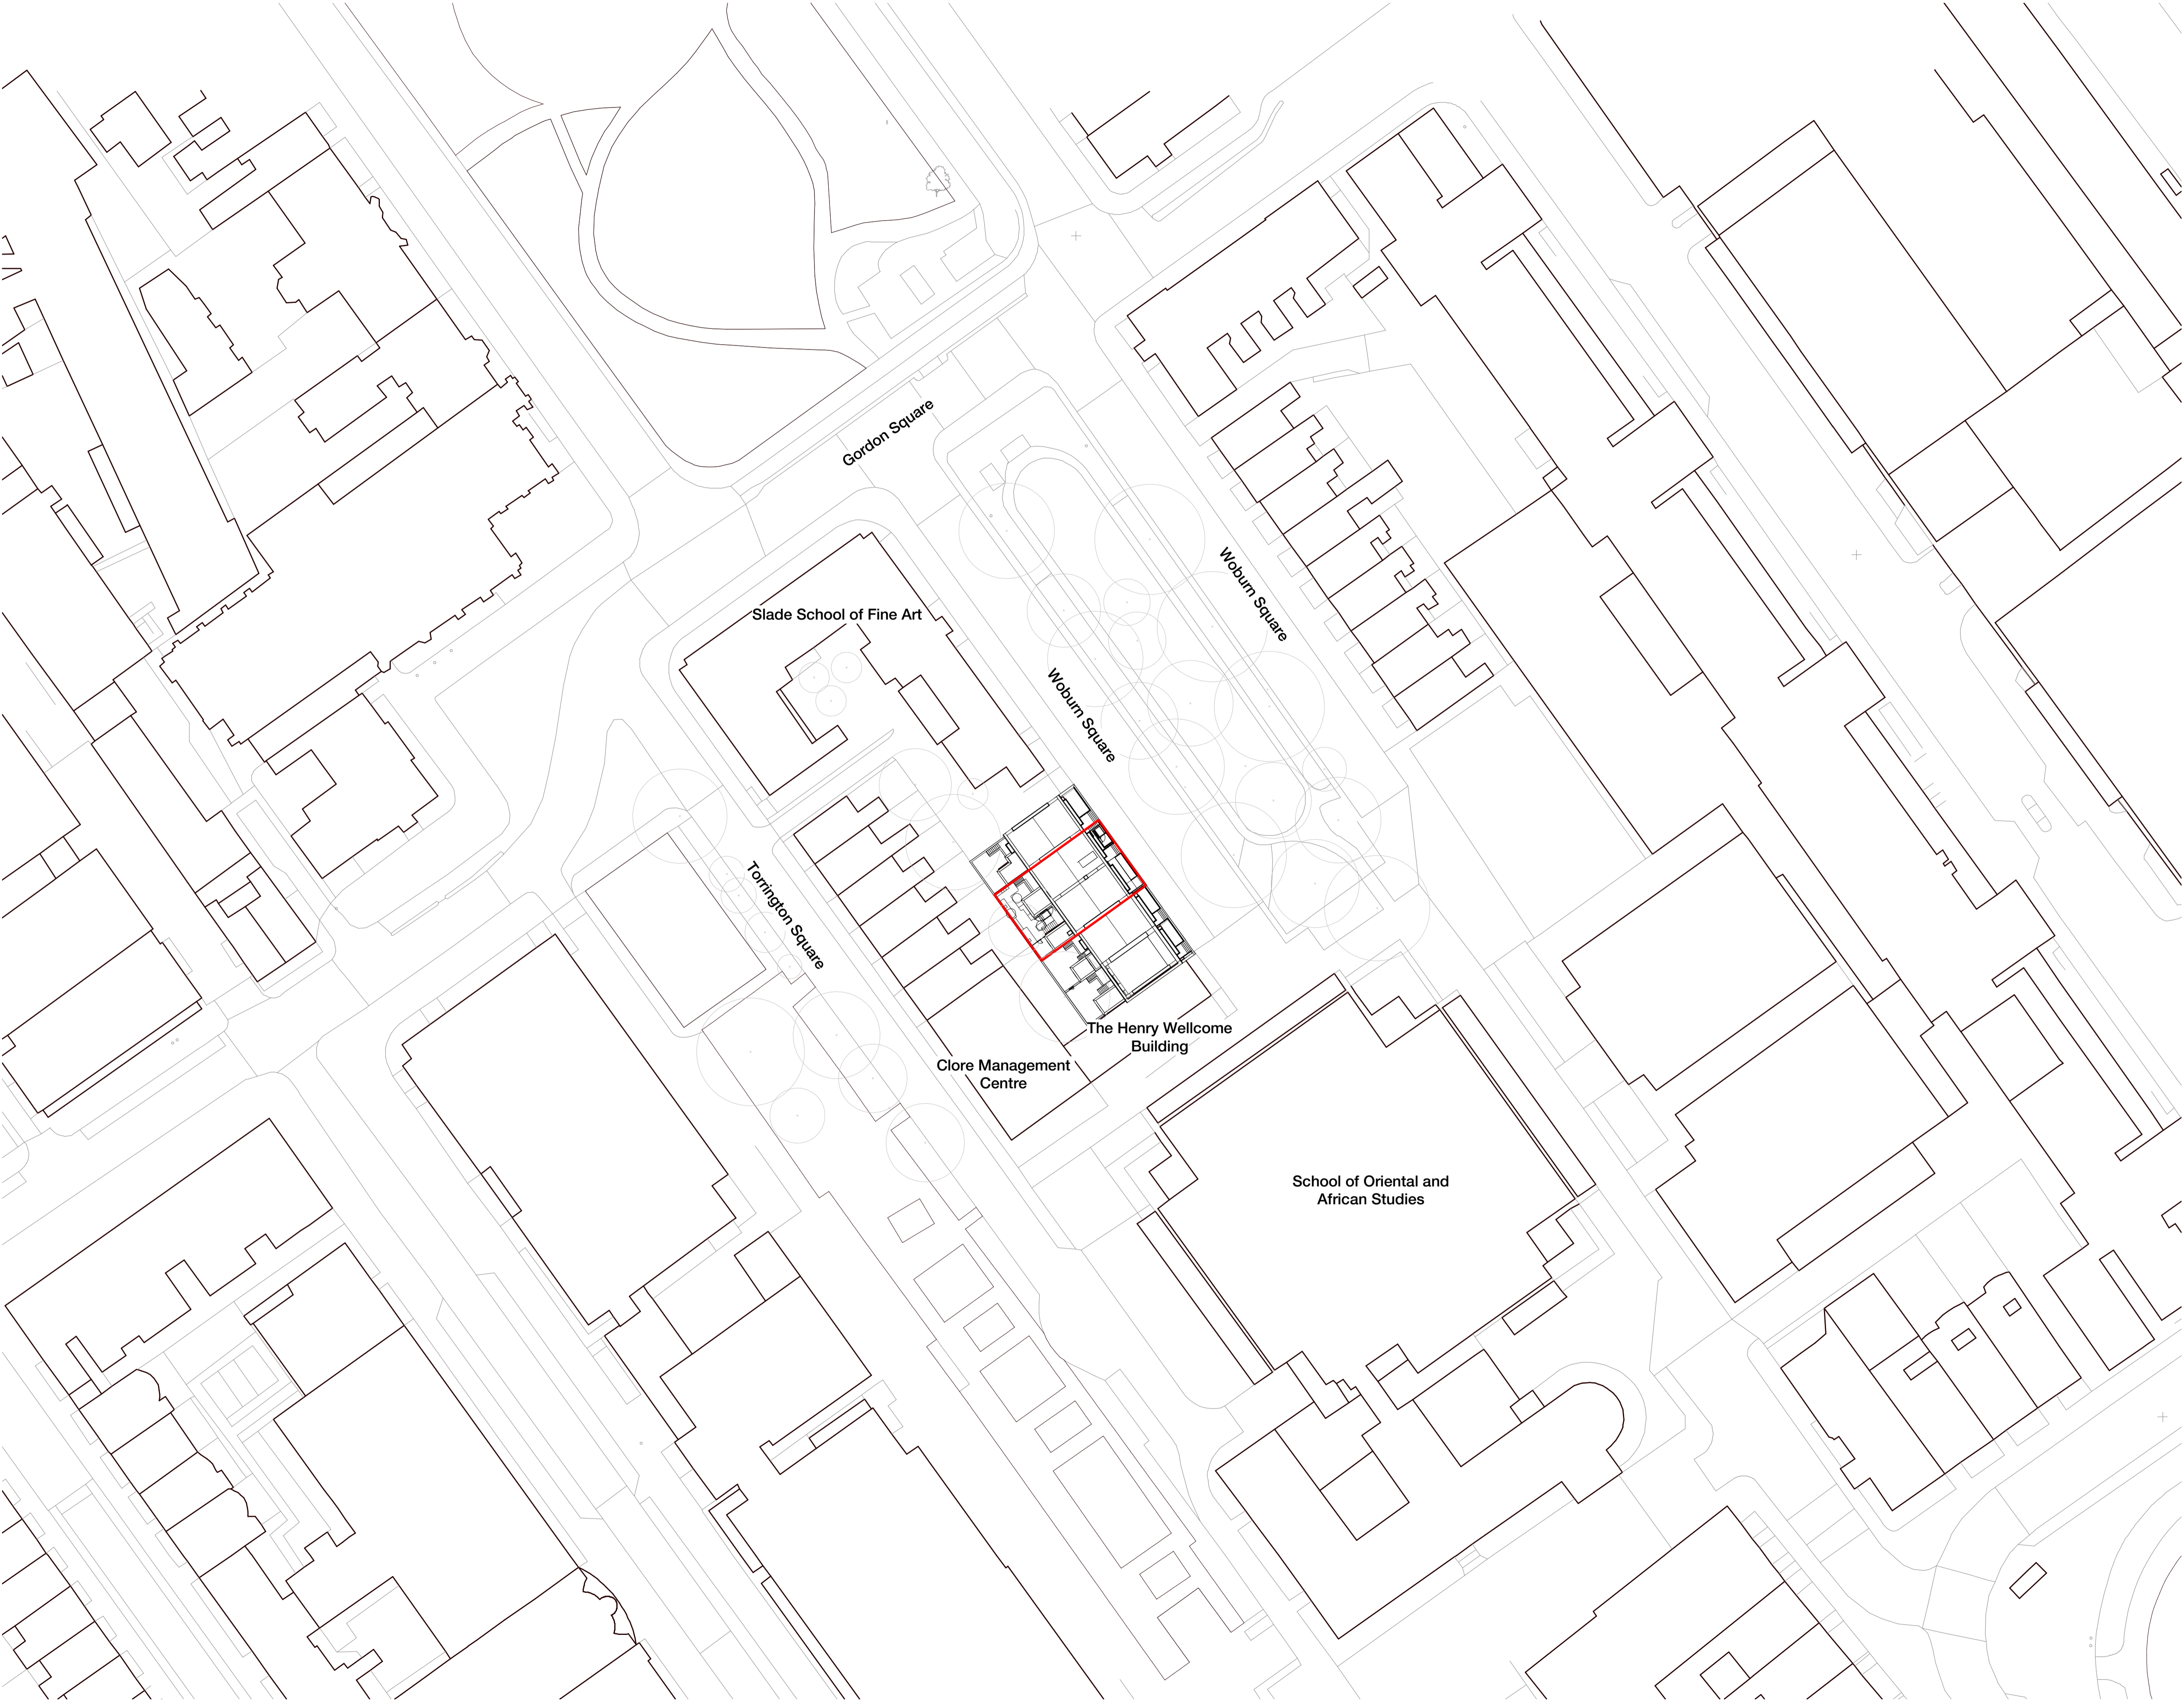 Gordon Square
Woburn Square
Slade School of Fine Art
Woburn Square
Torrington Square
The Henry Wellcome
Building
Clore Management
Centre
School of Oriental and
African Studies